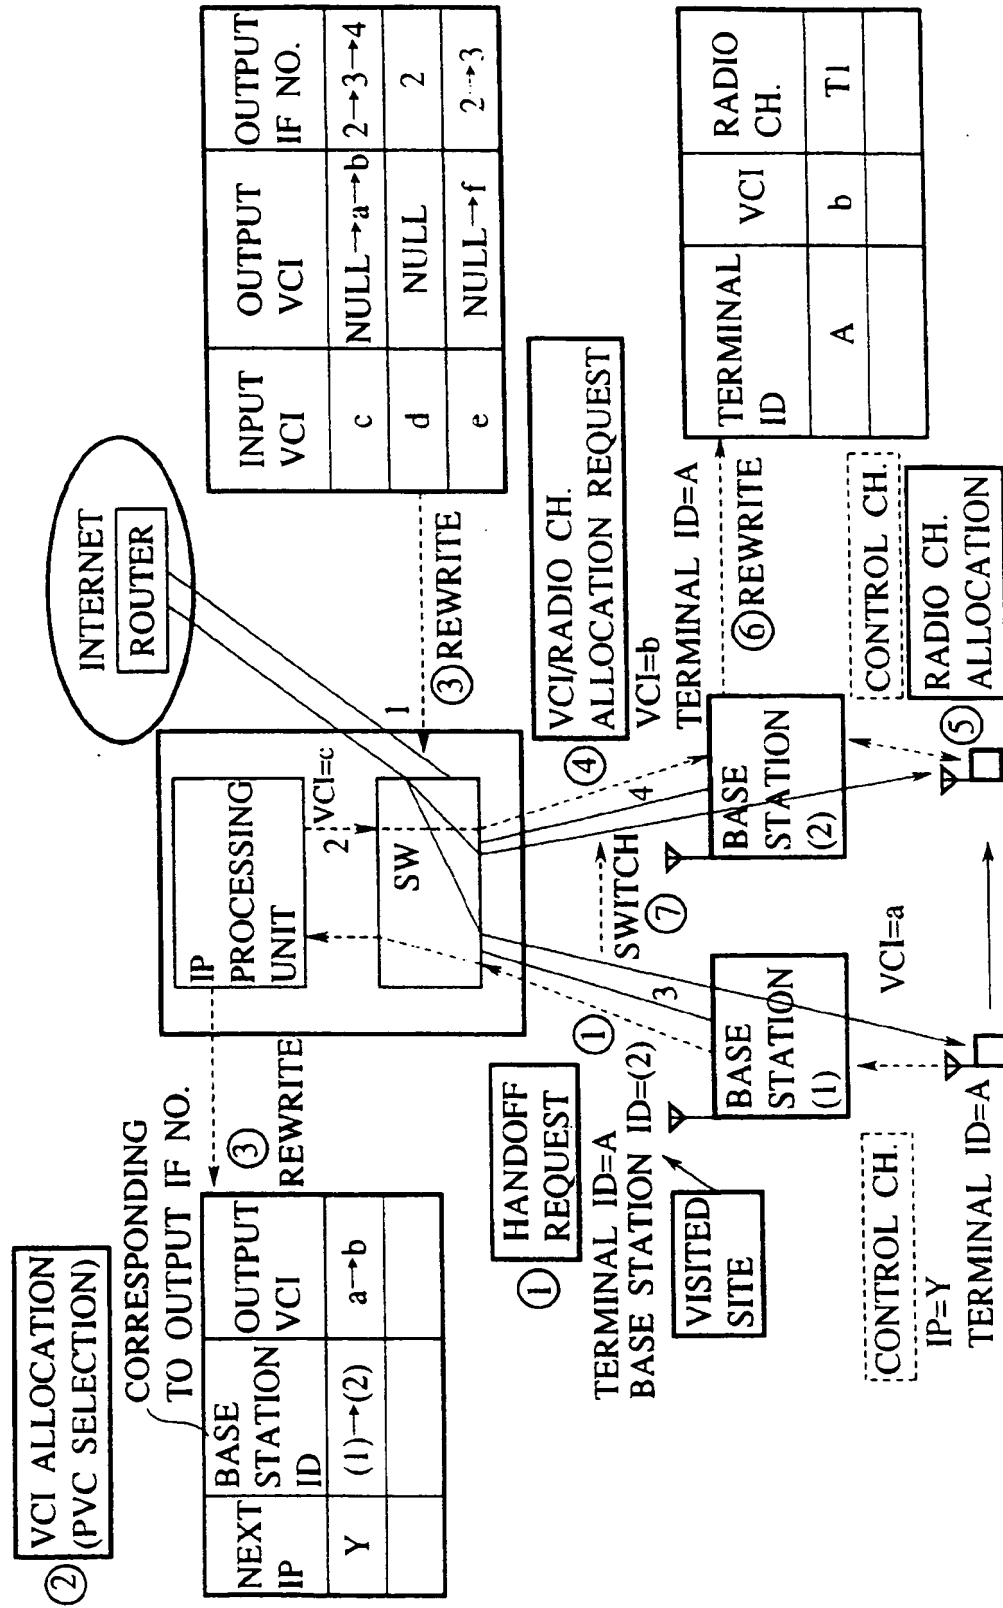 ② VCI ALLOCATION
(PVC SELECTION)
CORRESPONDING
TO OUTPUT IF NO.
NEXT
IP
BASE
STATION
ID
OUTPUT
VCI
Y
(1)→(2)
a→b
③
REWRITE
INTERNET
ROUTER
IP
PROCESSING
UNIT
2
VCI=c
SW
1
③ REWRITE
INPUT
VCI
OUTPUT
VCI
OUTPUT
IF NO.
c
NULL→a→b
2→3→4
d
NULL
2
e
NULL→f
2→3
① HANDOFF
REQUEST
TERMINAL ID=A
BASE STATION ID=(2)
VISITED
SITE
①
3
SWITCH
⑦
4
④ VCI/RADIO CH.
ALLOCATION REQUEST
VCI=b
TERMINAL ID=A
BASE
STATION
(1)
BASE
STATION
(2)
⑥ REWRITE
TERMINAL
ID
VCI
RADIO
CH.
A
b
T1
CONTROL CH.
IP=Y
TERMINAL ID=A
VCI=a
CONTROL CH.
⑤ RADIO CH.
ALLOCATION